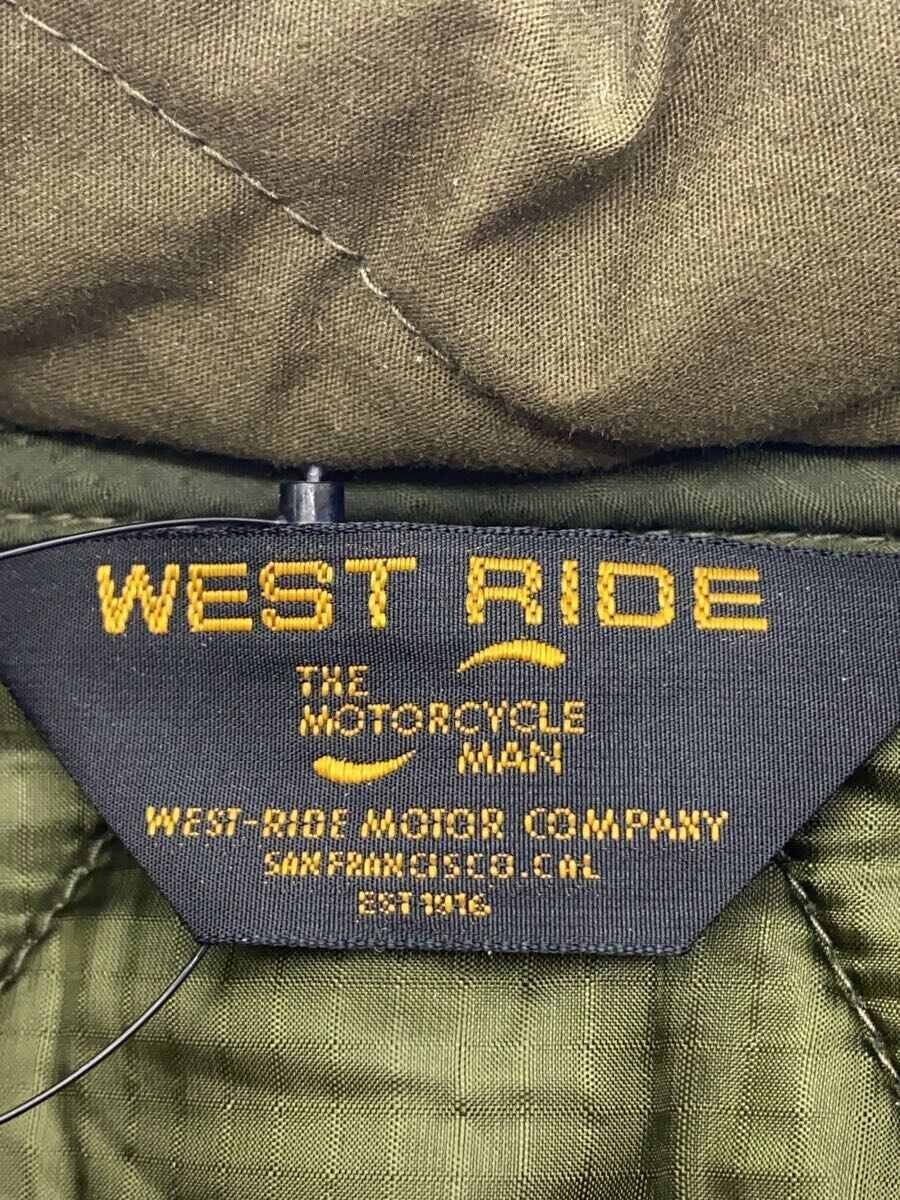 WEST RIDE
THE
MOTORCYCLE
MAN
WEST-RIDE MOTOR COMPANY
SAN FRANCISCO.CAL
EST 1916